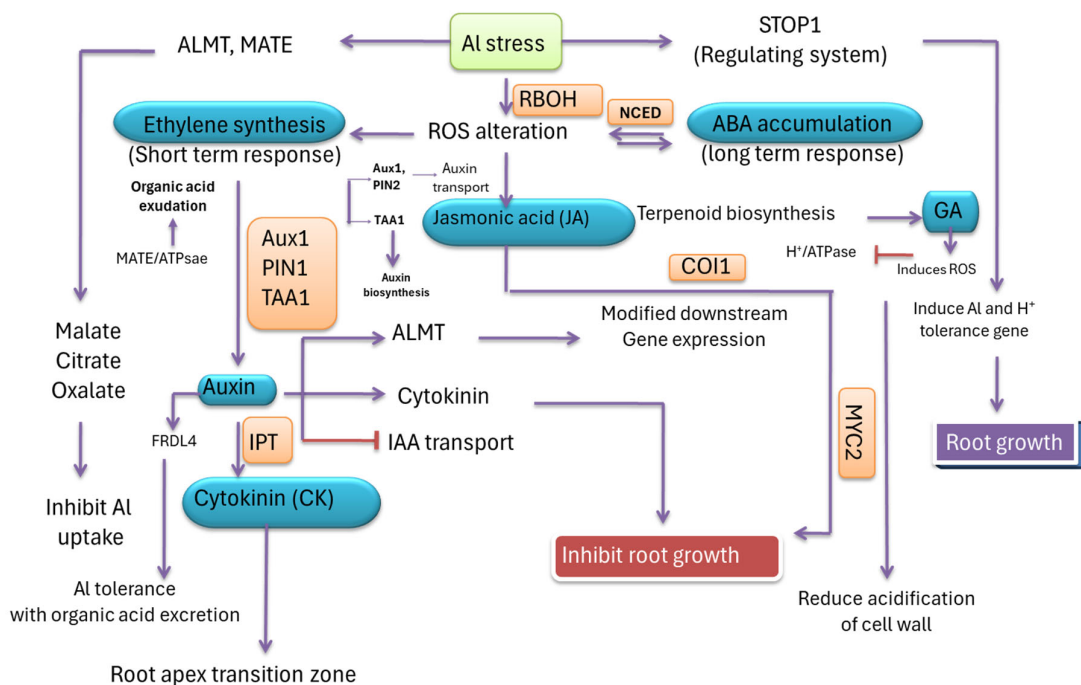 ALMT, MATE
Al stress
STOP1
(Regulating system)
RBOH
NCED
Ethylene synthesis
(Short term response)
ROS alteration
ABA accumulation
(long term response)
Organic acid
exudation
MATE/ATPsae
Aux1,
PIN2
Auxin
transport
TAA1
Auxin
biosynthesis
Aux1
PIN1
TAA1
Jasmonic acid (JA)
Terpenoid biosynthesis
GA
H⁺/ATPase
Induces ROS
COI1
Malate
Citrate
Oxalate
ALMT
Modified downstream
Gene expression
Induce Al and H⁺
tolerance gene
Auxin
Cytokinin
FRDL4
IPT
IAA transport
MYC2
Root growth
Inhibit Al
uptake
Cytokinin (CK)
Inhibit root growth
Al tolerance
with organic acid excretion
Reduce acidification
of cell wall
Root apex transition zone